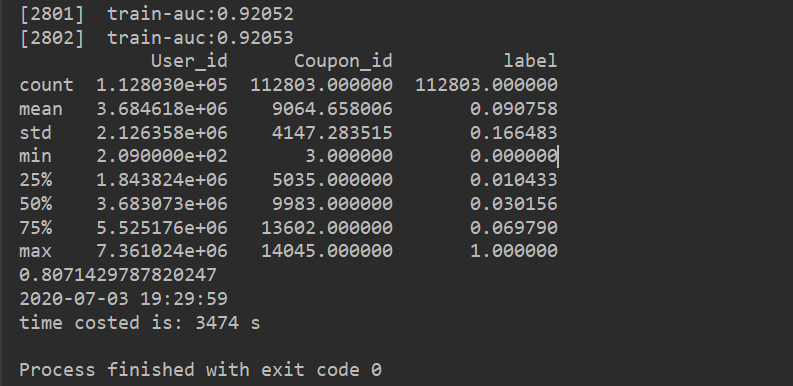 [2801]  train-auc:0.92052
[2802]  train-auc:0.92053
            User_id      Coupon_id          label
count  1.128030e+05  112803.000000  112803.000000
mean   3.684618e+06    9064.658006       0.090758
std    2.126358e+06    4147.283515       0.166483
min    2.090000e+02       3.000000       0.000000
25%    1.843824e+06    5035.000000       0.010433
50%    3.683073e+06    9983.000000       0.030156
75%    5.525176e+06   13602.000000       0.069790
max    7.361024e+06   14045.000000       1.000000
0.8071429787820247
2020-07-03 19:29:59
time costed is: 3474 s
Process finished with exit code 0